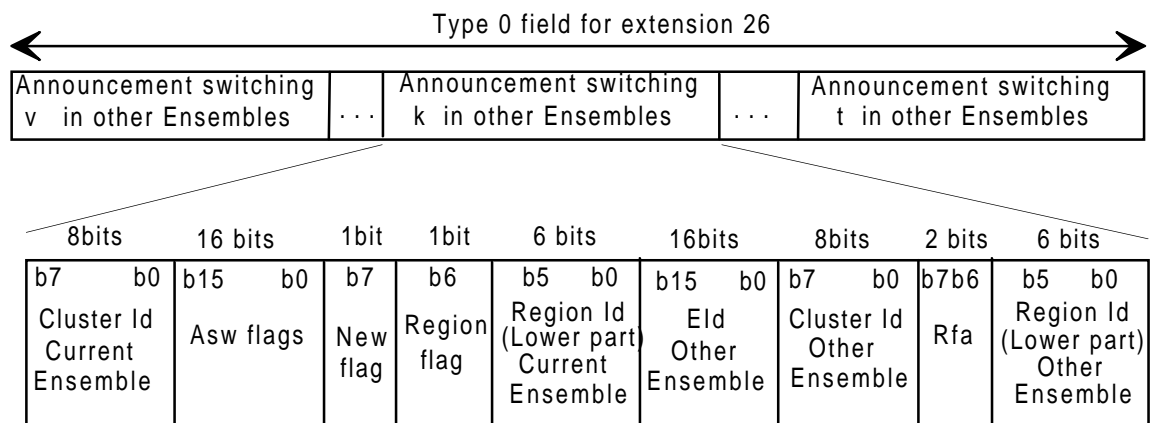 Type 0 field for extension 26
Announcement switching
v in other Ensembles
. . .
Announcement switching
k in other Ensembles
. . .
Announcement switching
t in other Ensembles
8bits 16 bits 1bit 1bit 6 bits 16bits 8bits 2 bits 6 bits
b7 b0
Cluster Id
Current
Ensemble
b15 b0
Asw flags
b7
New
flag
b6
Region
flag
b5 b0
Region Id
(Lower part)
Current
Ensemble
b15 b0
EId
Other
Ensemble
b7 b0
Cluster Id
Other
Ensemble
b7b6
Rfa
b5 b0
Region Id
(Lower part)
Other
Ensemble